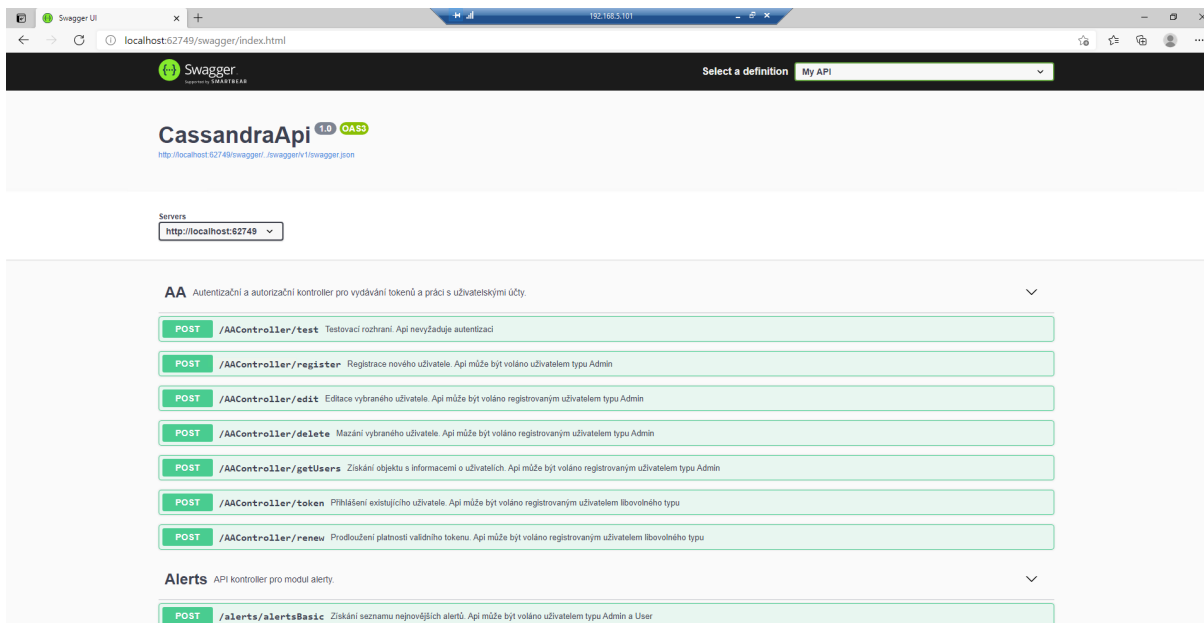 Swagger UI
192.168.5.101
localhost:62749/swagger/index.html
Swagger
Supported by SMARTBEAR
Select a definition
My API
CassandraApi 1.0 OAS3
http://localhost:62749/swagger/../swagger/v1/swagger.json
Servers
http://localhost:62749
AA Autentizační a autorizační kontroller pro vydávání tokenů a práci s uživatelskými účty.
POST /AAController/test Testovací rozhraní. Api nevyžaduje autentizaci
POST /AAController/register Registrace nového uživatele. Api může být voláno uživatelem typu Admin
POST /AAController/edit Editace vybraného uživatele. Api může být voláno registrovaným uživatelem typu Admin
POST /AAController/delete Mazání vybraného uživatele. Api může být voláno registrovaným uživatelem typu Admin
POST /AAController/getUsers Získání objektu s informacemi o uživatelích. Api může být voláno registrovaným uživatelem typu Admin
POST /AAController/token Přihlášení existujícího uživatele. Api může být voláno registrovaným uživatelem libovolného typu
POST /AAController/renew Prodloužení platnosti validního tokenu. Api může být voláno registrovaným uživatelem libovolného typu
Alerts API kontroller pro modul alerty.
POST /alerts/alertsBasic Získání seznamu nejnovějších alertů. Api může být voláno uživatelem typu Admin a User